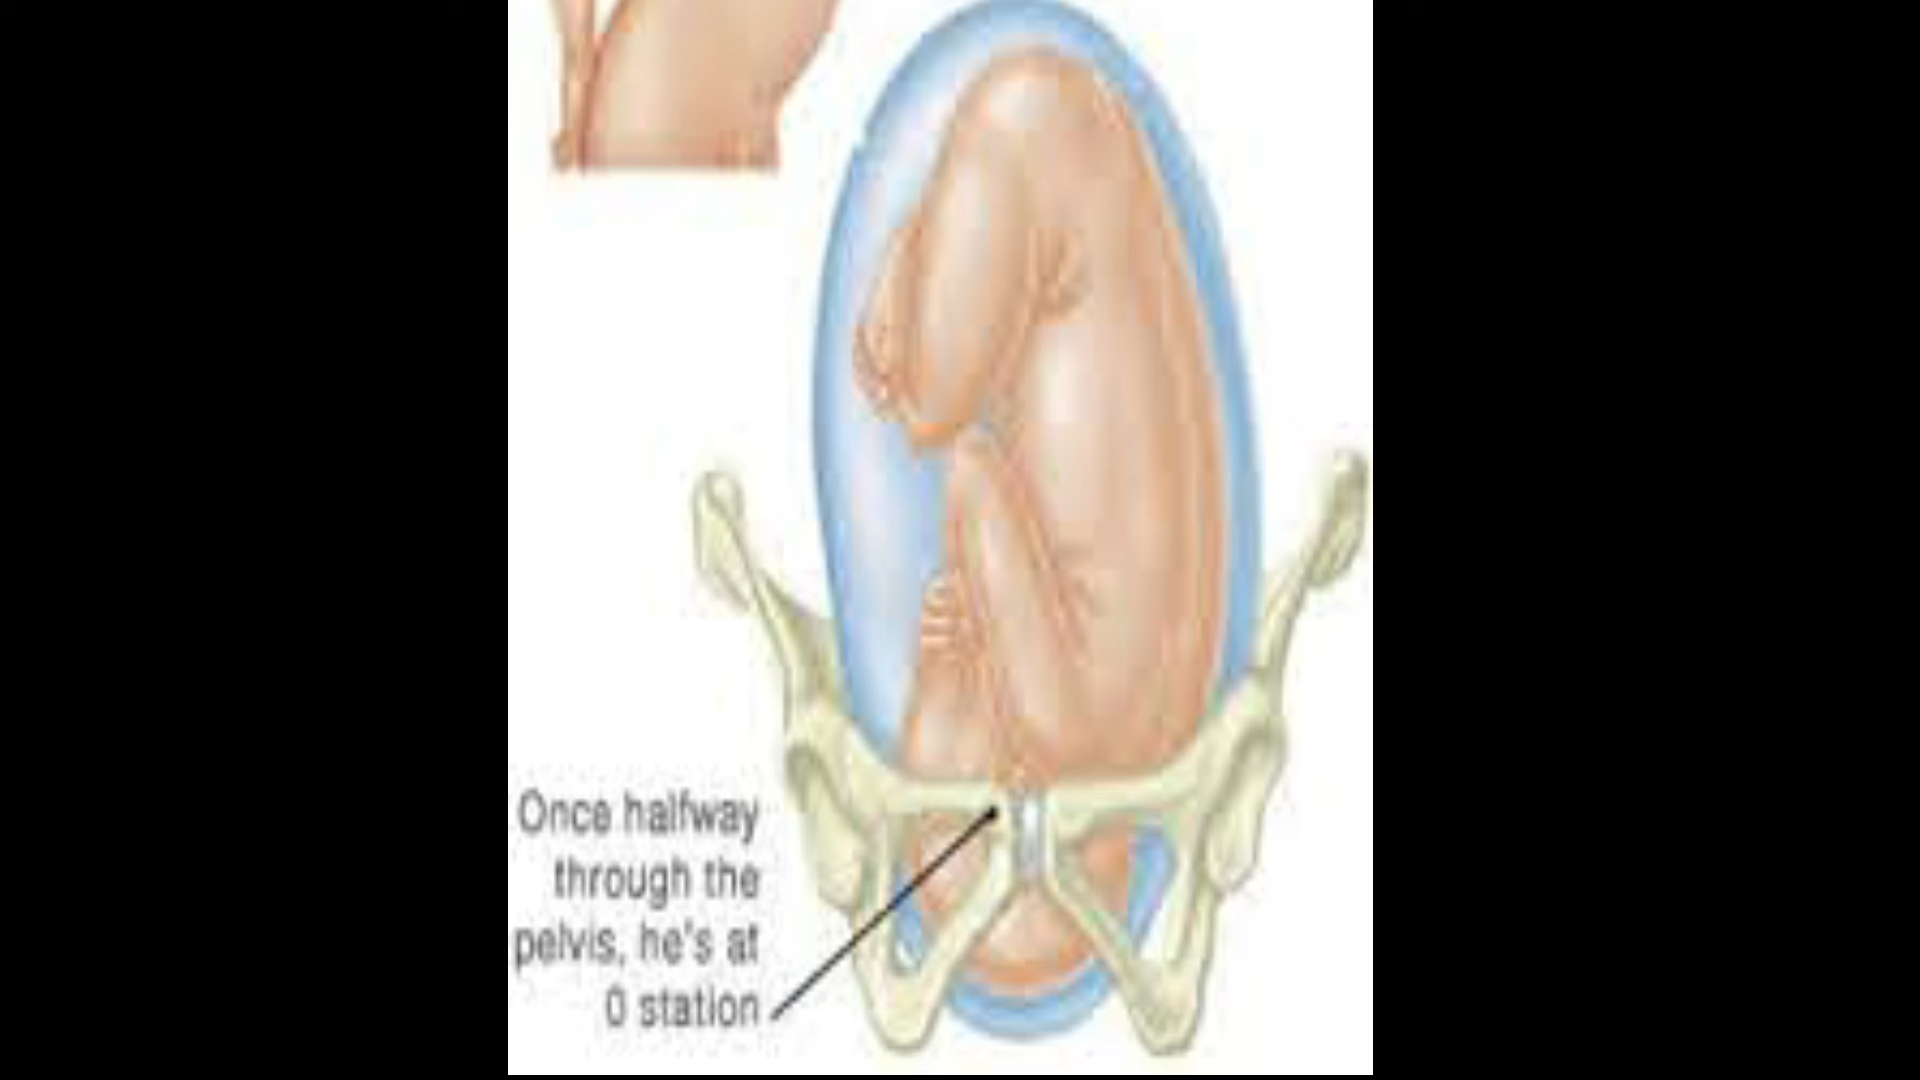 Once halfway
through the
pelvis, he's at
0 station